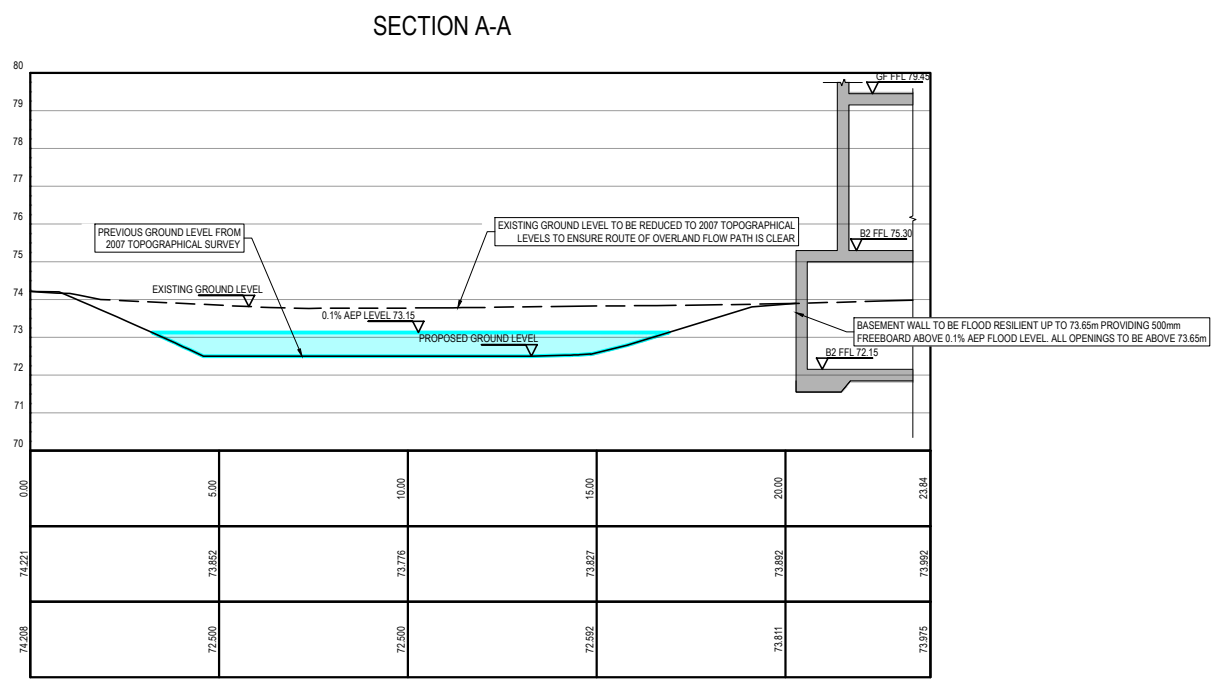 SECTION A-A
80
79
78
77
76
75
74
73
72
71
70
GF FFL 79.45
PREVIOUS GROUND LEVEL FROM
2007 TOPOGRAPHICAL SURVEY
EXISTING GROUND LEVEL TO BE REDUCED TO 2007 TOPOGRAPHICAL
LEVELS TO ENSURE ROUTE OF OVERLAND FLOW PATH IS CLEAR
B2 FFL 75.30
EXISTING GROUND LEVEL
0.1% AEP LEVEL 73.15
PROPOSED GROUND LEVEL
BASEMENT WALL TO BE FLOOD RESILIENT UP TO 73.65m PROVIDING 500mm
FREEBOARD ABOVE 0.1% AEP FLOOD LEVEL. ALL OPENINGS TO BE ABOVE 73.65m
B2 FFL 72.15
0.00 5.00 10.00 15.00 20.00 23.84
74.221 73.852 73.776 73.827 73.892 73.992
74.208 72.500 72.500 72.592 73.811 73.975